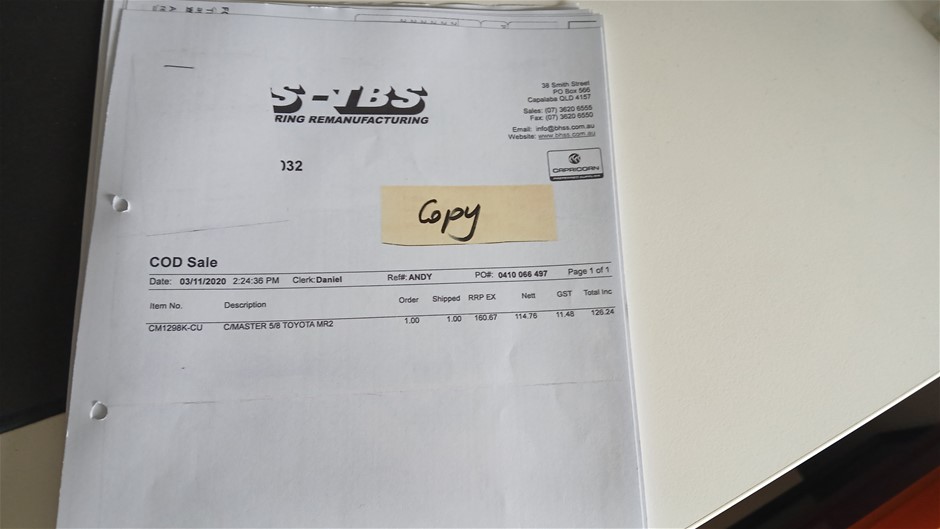 S-TBS
RING REMANUFACTURING
38 Smith Street
PO Box 566
Capalaba QLD 4157
Sales: (07) 3620 6555
Fax: (07) 3620 6550
Email: info@bhss.com.au
Website: www.bhss.com.au
CAPRICORN
032
Copy
COD Sale
Date: 03/11/2020 2:24:36 PM Clerk: Daniel Ref#: ANDY PO#: 0410 066 497 Page 1 of 1
Item No. Description Order Shipped RRP EX Nett GST Total Inc
CM1298K-CU C/MASTER 5/8 TOYOTA MR2 1.00 1.00 160.67 114.76 11.48 126.24